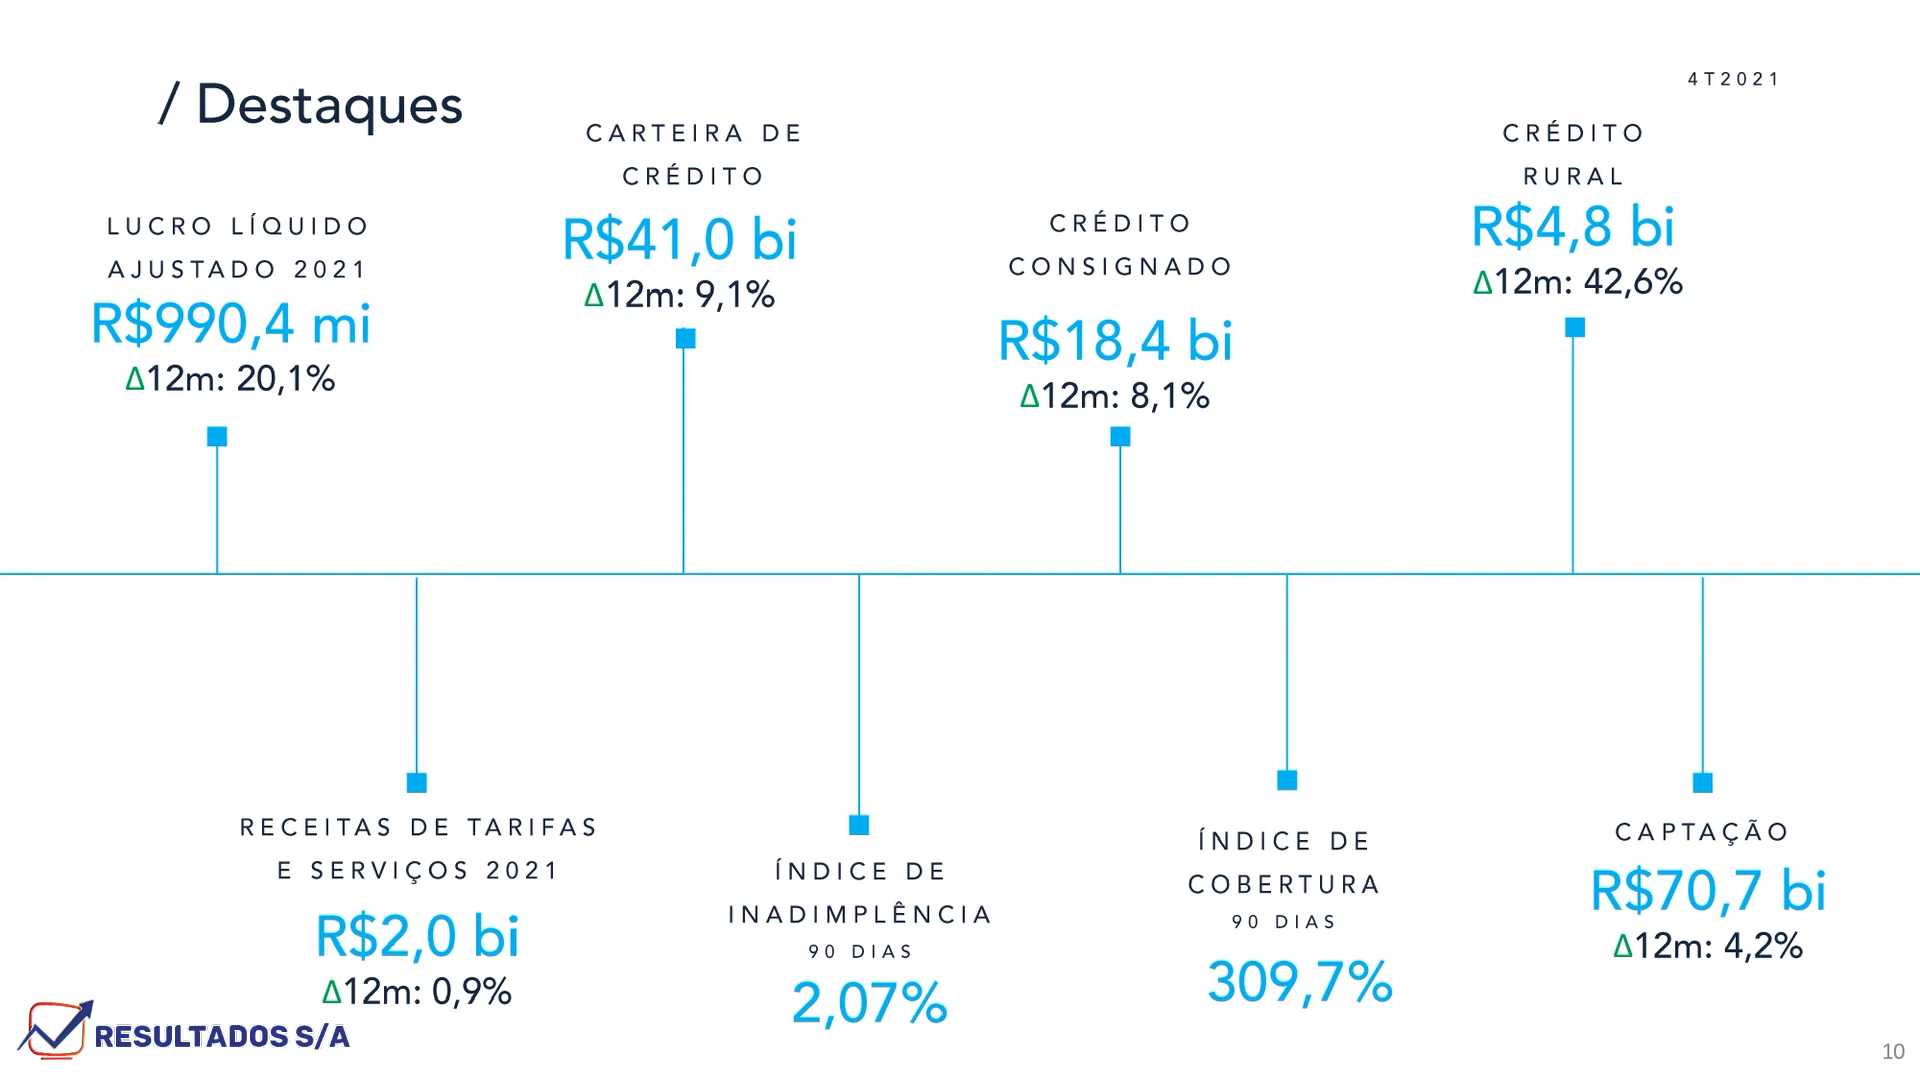 / Destaques
4T2021
LUCRO LÍQUIDO
AJUSTADO 2021
R$990,4 mi
Δ12m: 20,1%
CARTEIRA DE
CRÉDITO
R$41,0 bi
Δ12m: 9,1%
CRÉDITO
CONSIGNADO
R$18,4 bi
Δ12m: 8,1%
CRÉDITO
RURAL
R$4,8 bi
Δ12m: 42,6%
RECEITAS DE TARIFAS
E SERVIÇOS 2021
R$2,0 bi
Δ12m: 0,9%
ÍNDICE DE
INADIMPLÊNCIA
90 DIAS
2,07%
ÍNDICE DE
COBERTURA
90 DIAS
309,7%
CAPTAÇÃO
R$70,7 bi
Δ12m: 4,2%
RESULTADOS S/A
10